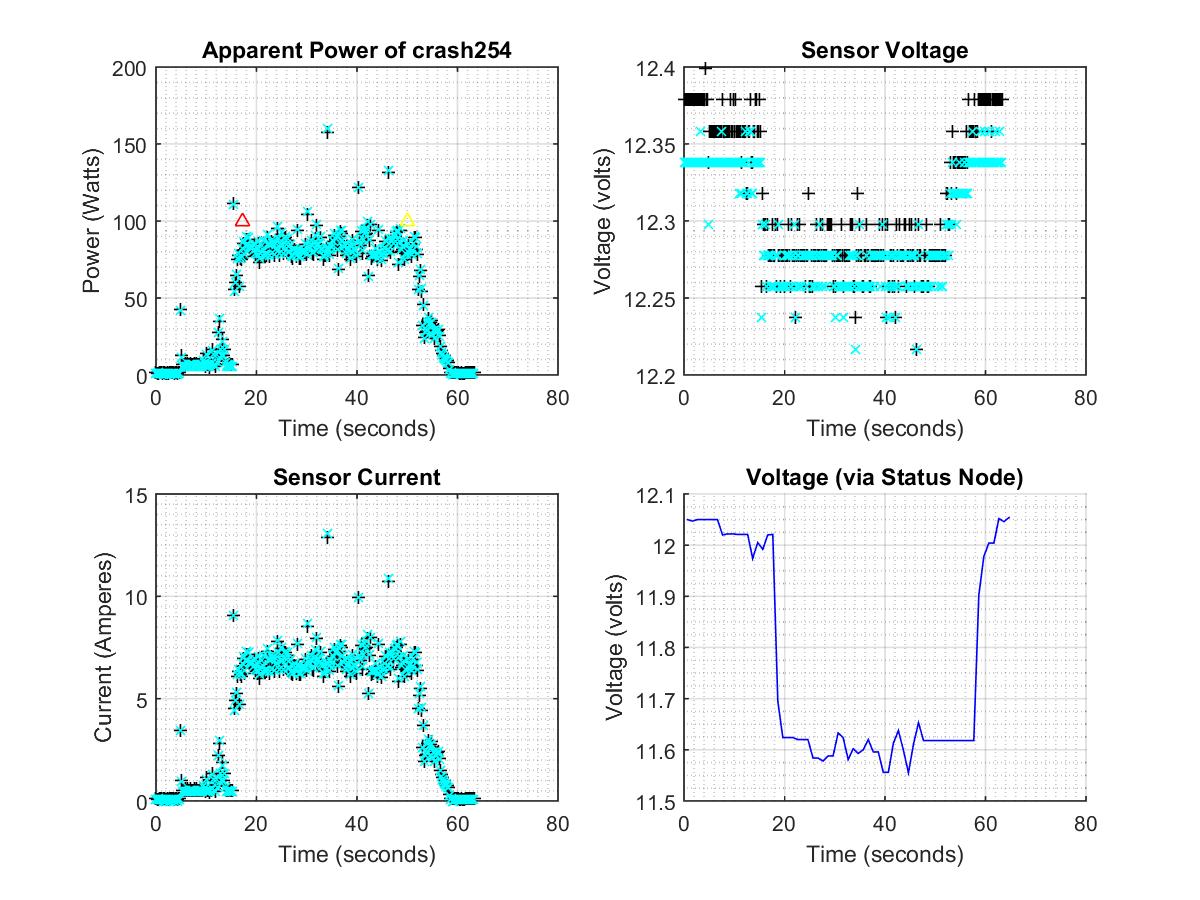 Apparent Power of crash254
200
150
100
50
0
Power (Watts)
0 20 40 60 80
Time (seconds)
Sensor Voltage
12.4
12.35
12.3
12.25
12.2
Voltage (volts)
0 20 40 60 80
Time (seconds)
Sensor Current
15
10
5
0
Current (Amperes)
0 20 40 60 80
Time (seconds)
Voltage (via Status Node)
12.1
12
11.9
11.8
11.7
11.6
11.5
Voltage (volts)
0 20 40 60 80
Time (seconds)